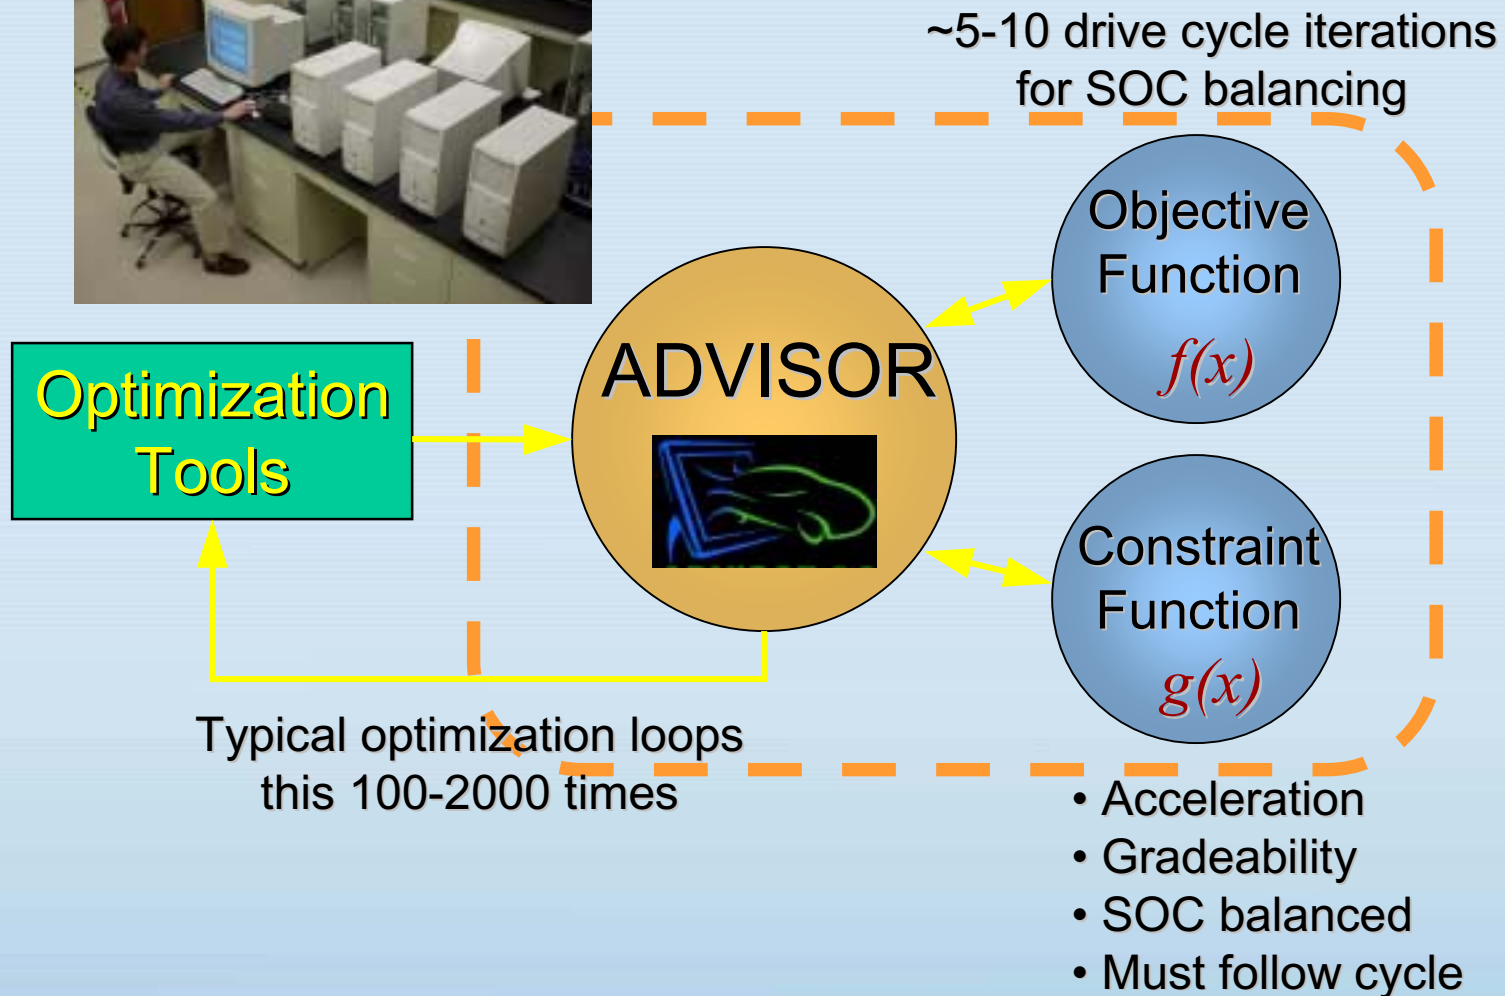 ~5-10 drive cycle iterations
for SOC balancing
Objective
Function
f(x)
ADVISOR
Optimization
Tools
Constraint
Function
g(x)
Typical optimization loops
this 100-2000 times
• Acceleration
• Gradeability
• SOC balanced
• Must follow cycle